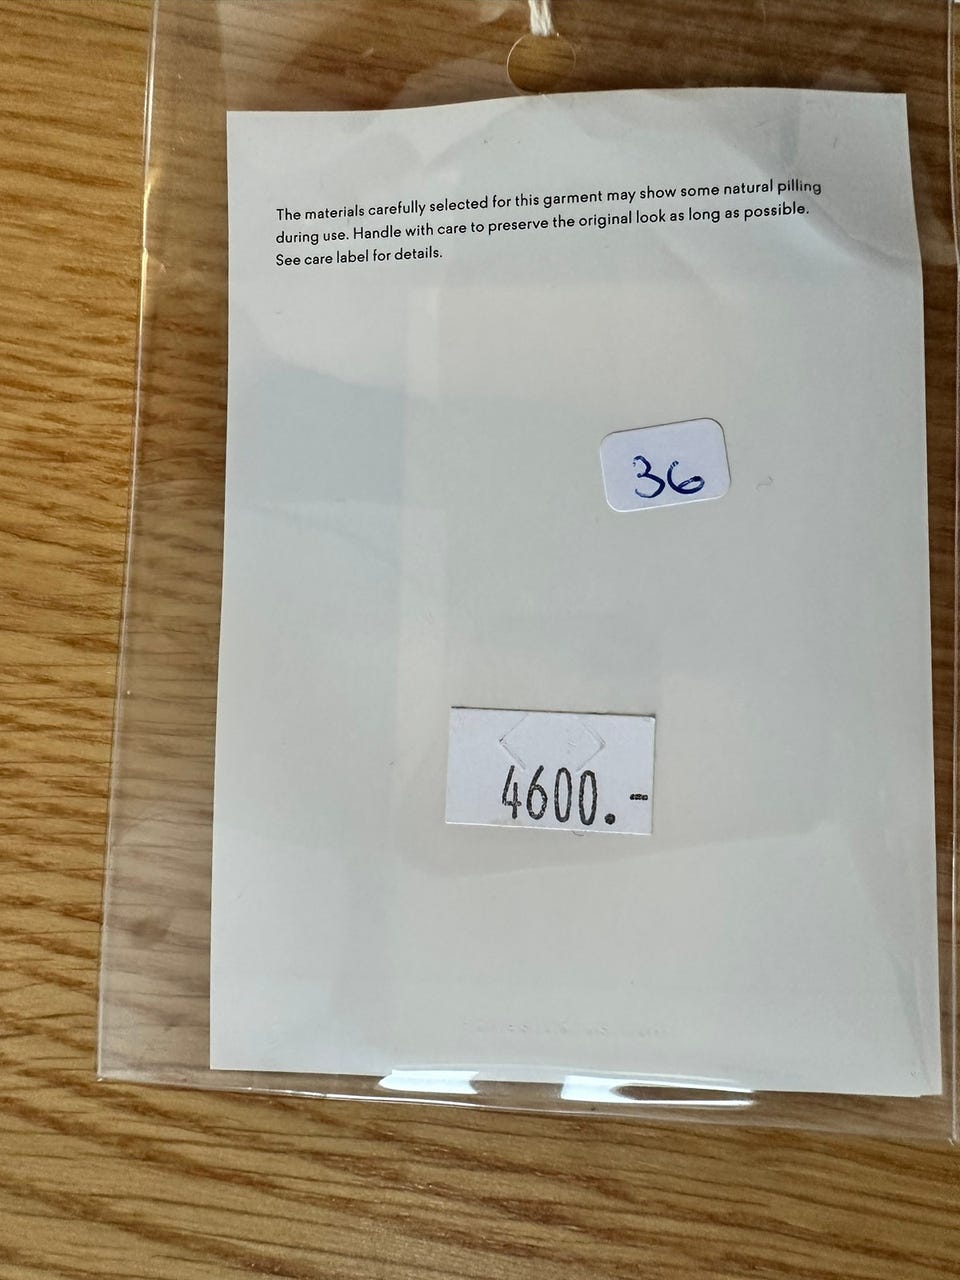 The materials carefully selected for this garment may show some natural pilling
during use. Handle with care to preserve the original look as long as possible.
See care label for details.
36
4600.-